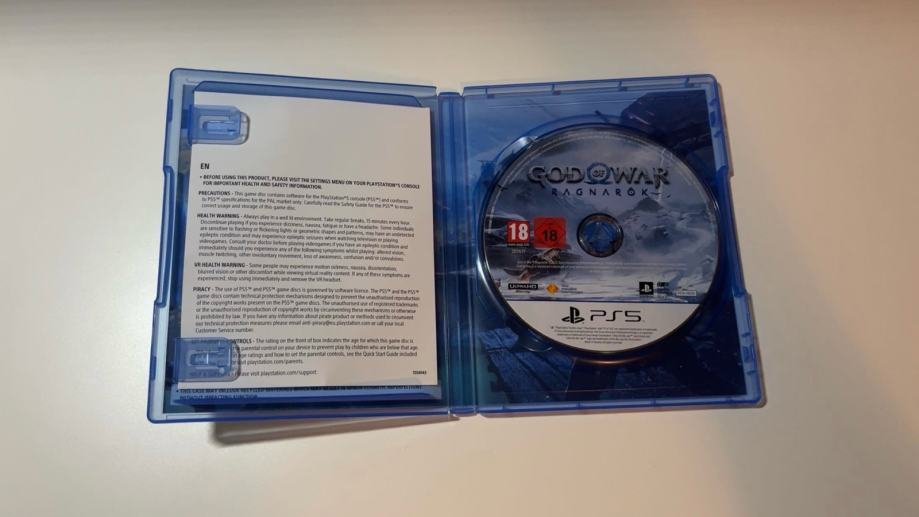 EN
• BEFORE USING THIS PRODUCT, PLEASE VISIT THE SETTINGS MENU ON YOUR PLAYSTATION®5 CONSOLE
FOR IMPORTANT HEALTH AND SAFETY INFORMATION.
PRECAUTIONS - This game disc contains software for the PlayStation®5 console (PS5™) and conforms
to PS5™ specifications for the PAL market only. Carefully read the Safety Guide for the PS5™ to ensure
correct usage and storage of this game disc.
HEALTH WARNING - Always play in a well lit environment. Take regular breaks, 15 minutes every hour.
Discontinue playing if you experience dizziness, nausea, fatigue or have a headache. Some individuals
are sensitive to flashing or flickering lights or geometric shapes and patterns, may have an undetected
epileptic condition and may experience epileptic seizures when watching television or playing
videogames. Consult your doctor before playing videogames if you have an epileptic condition and
immediately should you experience any of the following symptoms whilst playing: altered vision,
muscle twitching, other involuntary movement, loss of awareness, confusion and/or convulsions.
VR HEALTH WARNING - Some people may experience motion sickness, nausea, disorientation,
blurred vision or other discomfort while viewing virtual reality content. If any of these symptoms are
experienced, stop using immediately and remove the VR headset.
PIRACY - The use of PS5™ and PS5™ game discs is governed by software licence. The PS5™ and the PS5™
game discs contain technical protection mechanisms designed to prevent the unauthorised reproduction
of the copyright works present on the PS5™ game discs. The unauthorised use of registered trademarks
or the unauthorised reproduction of copyright works by circumventing these mechanisms or otherwise
is prohibited by law. If you have any information about pirate product or methods used to circumvent
our technical protection measures please email anti-piracy@eu.playstation.com or call your local
Customer Service number.
CONTROLS - The rating on the front of box indicates the age for which this game disc is
parental control on your device to prevent play by children who are below that age.
age ratings and how to set the parental controls, see the Quick Start Guide included
visit playstation.com/parents.
please visit playstation.com/support.
WITHOUT IMPACTING FUNCTION
GOD OF WAR
RAGNARÖK
18
18
ULTRAHD
PS5